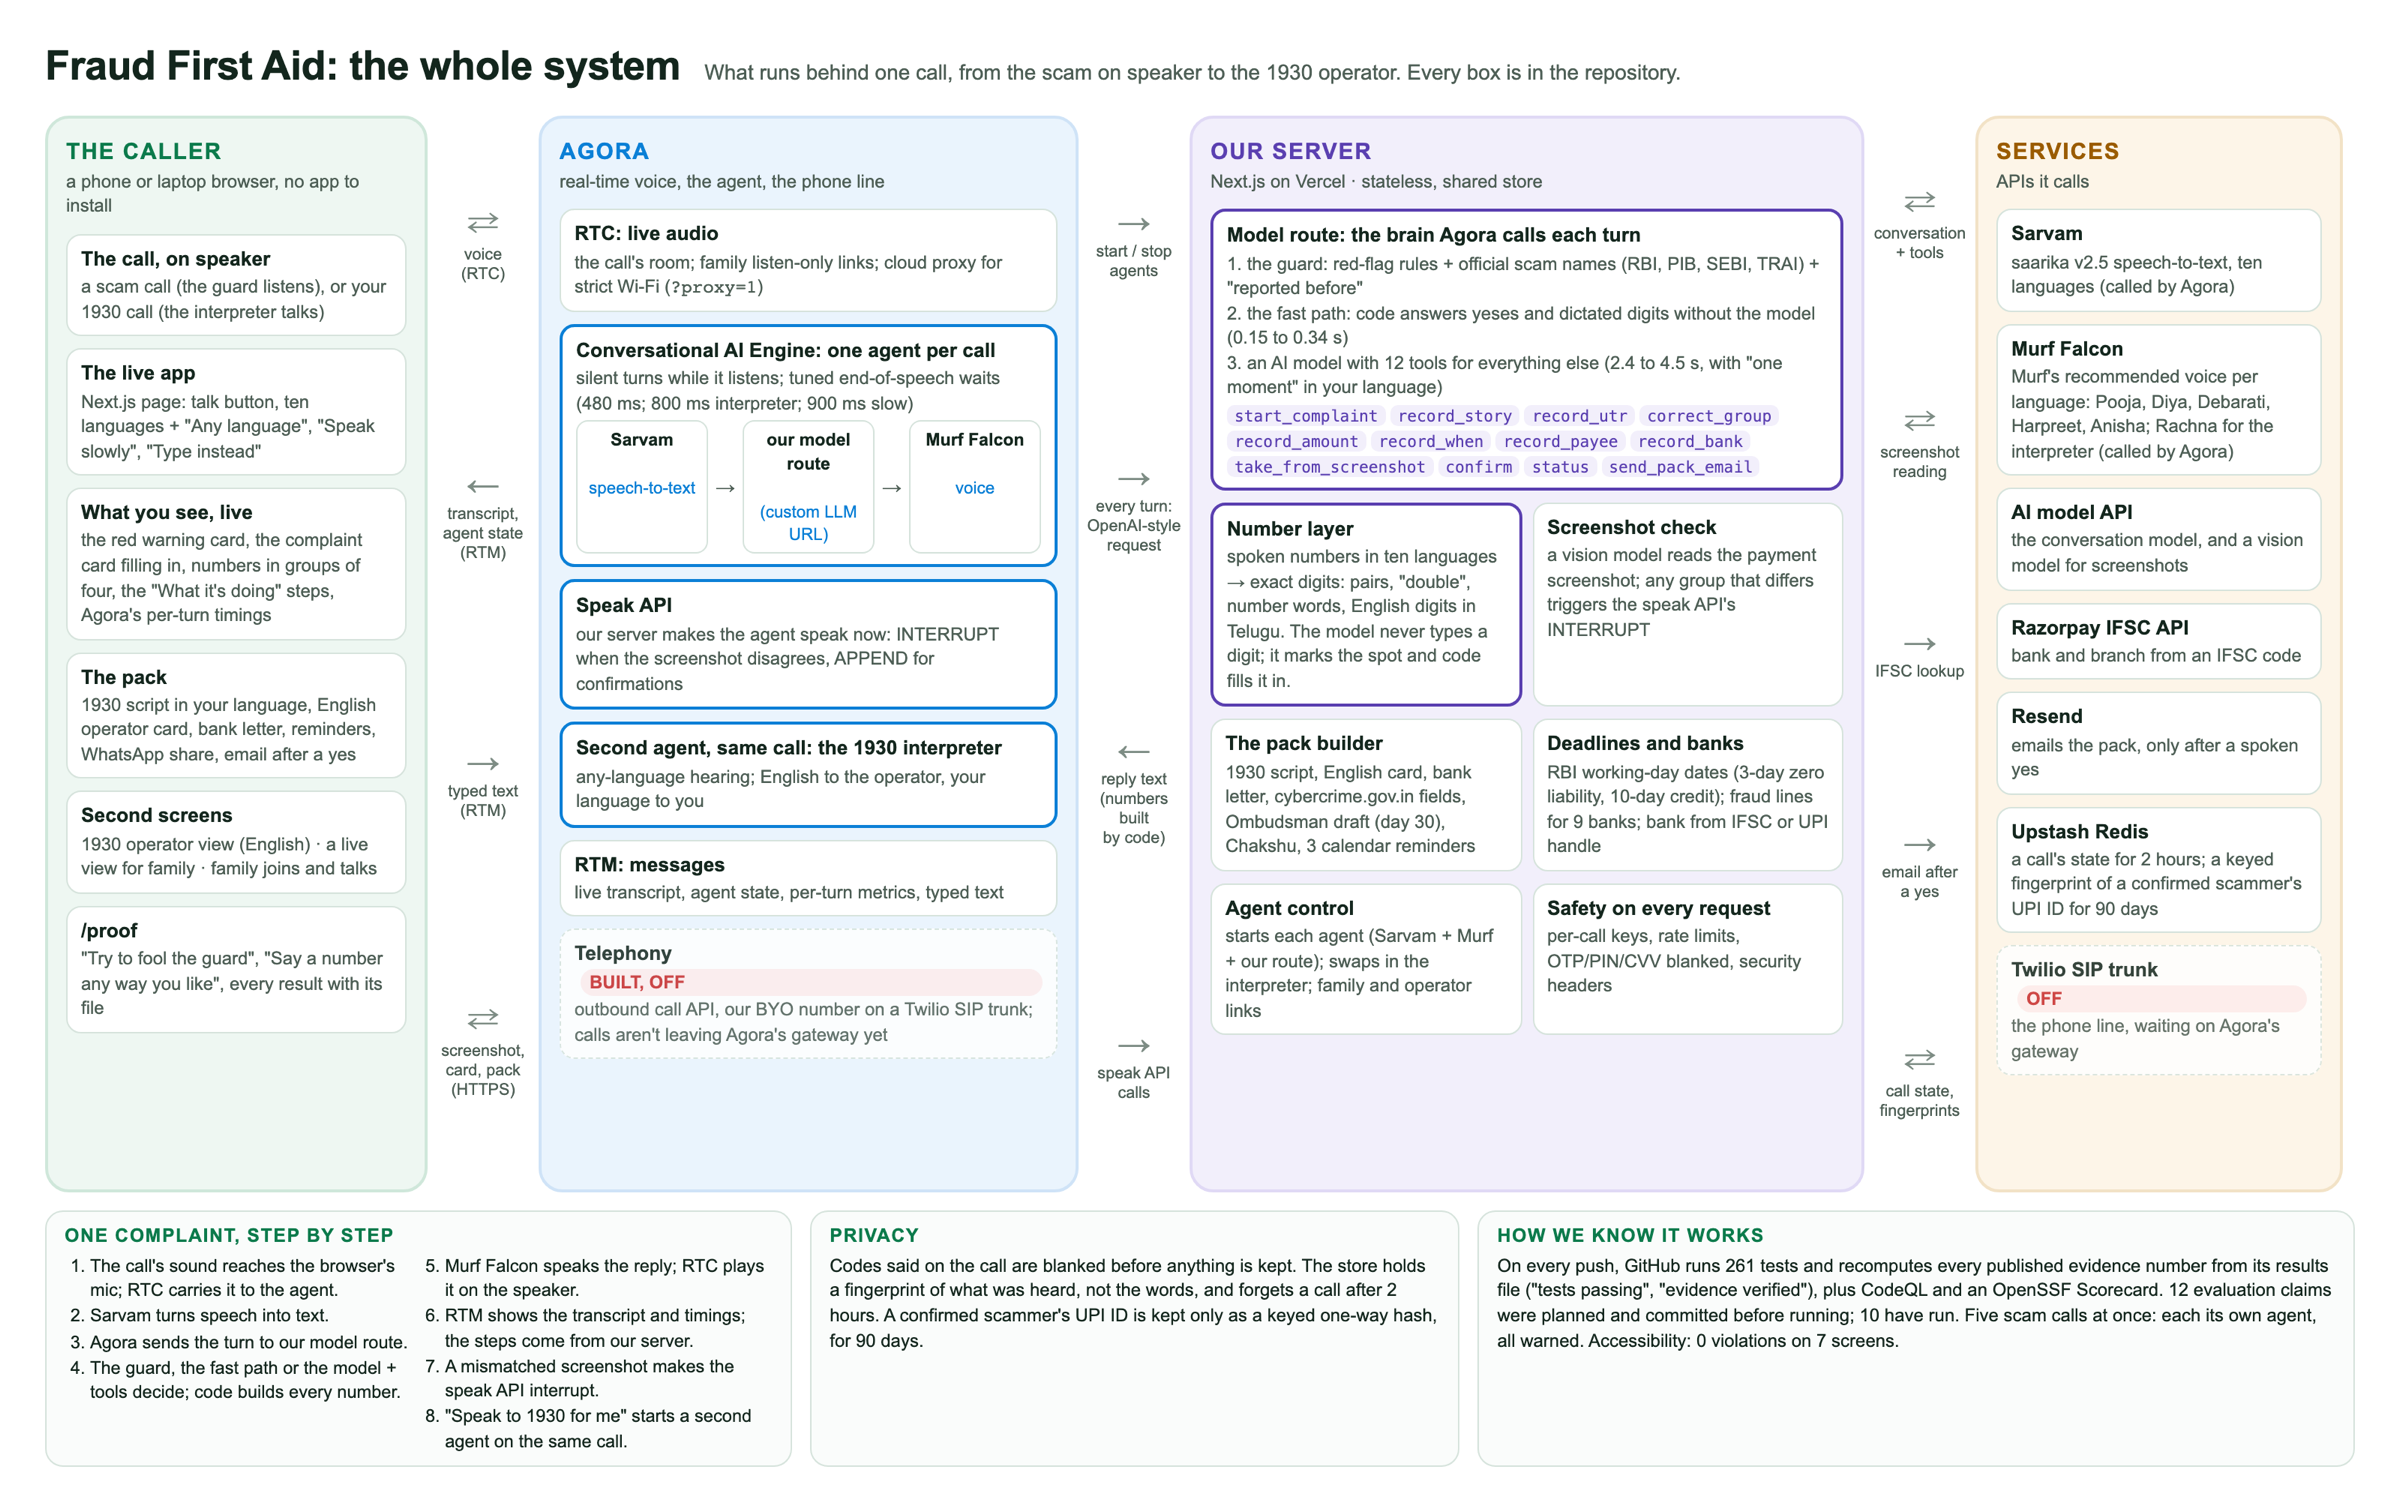 Fraud First Aid: the whole system
What runs behind one call, from the scam on speaker to the 1930 operator. Every box is in the repository.
THE CALLER
a phone or laptop browser, no app to
install
The call, on speaker
a scam call (the guard listens), or your
1930 call (the interpreter talks)
The live app
Next.js page: talk button, ten
languages + "Any language", "Speak
slowly", "Type instead"
What you see, live
the red warning card, the complaint
card filling in, numbers in groups of
four, the "What it's doing" steps,
Agora's per-turn timings
The pack
1930 script in your language, English
operator card, bank letter, reminders,
WhatsApp share, email after a yes
Second screens
1930 operator view (English) · a live
view for family · family joins and talks
/proof
"Try to fool the guard", "Say a number
any way you like", every result with its
file
⇄
voice
(RTC)
←
transcript,
agent state
(RTM)
→
typed text
(RTM)
⇄
screenshot,
card, pack
(HTTPS)
AGORA
real-time voice, the agent, the phone line
RTC: live audio
the call's room; family listen-only links; cloud proxy for
strict Wi-Fi (?proxy=1)
Conversational AI Engine: one agent per call
silent turns while it listens; tuned end-of-speech waits
(480 ms; 800 ms interpreter; 900 ms slow)
Sarvam
speech-to-text
→
our model
route
(custom LLM
URL)
→
Murf Falcon
voice
Speak API
our server makes the agent speak now: INTERRUPT
when the screenshot disagrees, APPEND for
confirmations
Second agent, same call: the 1930 interpreter
any-language hearing; English to the operator, your
language to you
RTM: messages
live transcript, agent state, per-turn metrics, typed text
Telephony
BUILT, OFF
outbound call API, our BYO number on a Twilio SIP trunk;
calls aren't leaving Agora's gateway yet
→
start / stop
agents
→
every turn:
OpenAI-style
request
←
reply text
(numbers
built
by code)
→
speak API
calls
OUR SERVER
Next.js on Vercel · stateless, shared store
Model route: the brain Agora calls each turn
1. the guard: red-flag rules + official scam names (RBI, PIB, SEBI, TRAI) +
"reported before"
2. the fast path: code answers yeses and dictated digits without the model
(0.15 to 0.34 s)
3. an AI model with 12 tools for everything else (2.4 to 4.5 s, with "one
moment" in your language)
start_complaint record_story record_utr correct_group
record_amount record_when record_payee record_bank
take_from_screenshot confirm status send_pack_email
Number layer
spoken numbers in ten languages
→ exact digits: pairs, "double",
number words, English digits in
Telugu. The model never types a
digit; it marks the spot and code
fills it in.
Screenshot check
a vision model reads the payment
screenshot; any group that differs
triggers the speak API's
INTERRUPT
The pack builder
1930 script, English card, bank
letter, cybercrime.gov.in fields,
Ombudsman draft (day 30),
Chakshu, 3 calendar reminders
Deadlines and banks
RBI working-day dates (3-day zero
liability, 10-day credit); fraud lines
for 9 banks; bank from IFSC or UPI
handle
Agent control
starts each agent (Sarvam + Murf
+ our route); swaps in the
interpreter; family and operator
links
Safety on every request
per-call keys, rate limits,
OTP/PIN/CVV blanked, security
headers
⇄
conversation
+ tools
⇄
screenshot
reading
→
IFSC lookup
→
email after
a yes
⇄
call state,
fingerprints
SERVICES
APIs it calls
Sarvam
saarika v2.5 speech-to-text, ten
languages (called by Agora)
Murf Falcon
Murf's recommended voice per
language: Pooja, Diya, Debarati,
Harpreet, Anisha; Rachna for the
interpreter (called by Agora)
AI model API
the conversation model, and a vision
model for screenshots
Razorpay IFSC API
bank and branch from an IFSC code
Resend
emails the pack, only after a spoken
yes
Upstash Redis
a call's state for 2 hours; a keyed
fingerprint of a confirmed scammer's
UPI ID for 90 days
Twilio SIP trunk
OFF
the phone line, waiting on Agora's
gateway
ONE COMPLAINT, STEP BY STEP
1. The call's sound reaches the browser's
mic; RTC carries it to the agent.
2. Sarvam turns speech into text.
3. Agora sends the turn to our model route.
4. The guard, the fast path or the model +
tools decide; code builds every number.
5. Murf Falcon speaks the reply; RTC plays
it on the speaker.
6. RTM shows the transcript and timings;
the steps come from our server.
7. A mismatched screenshot makes the
speak API interrupt.
8. "Speak to 1930 for me" starts a second
agent on the same call.
PRIVACY
Codes said on the call are blanked before anything is kept. The store holds
a fingerprint of what was heard, not the words, and forgets a call after 2
hours. A confirmed scammer's UPI ID is kept only as a keyed one-way hash,
for 90 days.
HOW WE KNOW IT WORKS
On every push, GitHub runs 261 tests and recomputes every published evidence number from its results
file ("tests passing", "evidence verified"), plus CodeQL and an OpenSSF Scorecard. 12 evaluation claims
were planned and committed before running; 10 have run. Five scam calls at once: each its own agent,
all warned. Accessibility: 0 violations on 7 screens.